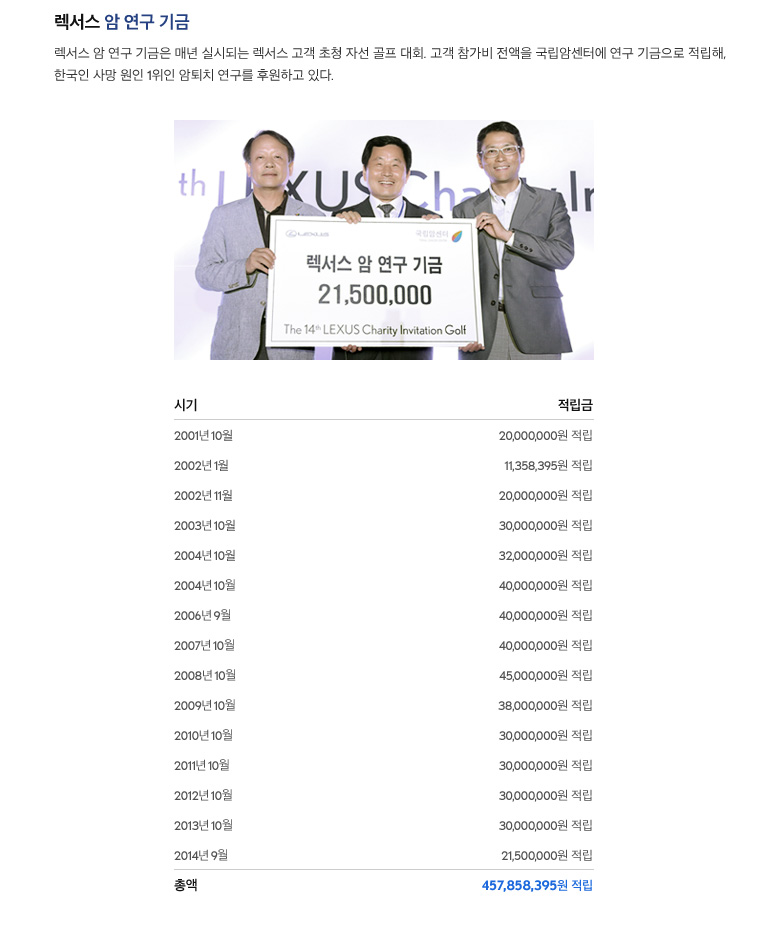 렉서스 암 연구 기금
렉서스 암 연구 기금은 매년 실시되는 렉서스 고객 초청 자선 골프 대회. 고객 참가비 전액을 국립암센터에 연구 기금으로 적립해,
한국인 사망 원인 1위인 암퇴치 연구를 후원하고 있다.
th LEXUS Charity In
LEXUS 국립암센터
렉서스 암 연구 기금
21,500,000
The 14th LEXUS Charity Invitation Golf
시기 적립금
2001년 10월 20,000,000원 적립
2002년 1월 11,358,395원 적립
2002년 11월 20,000,000원 적립
2003년 10월 30,000,000원 적립
2004년 10월 32,000,000원 적립
2004년 10월 40,000,000원 적립
2006년 9월 40,000,000원 적립
2007년 10월 40,000,000원 적립
2008년 10월 45,000,000원 적립
2009년 10월 38,000,000원 적립
2010년 10월 30,000,000원 적립
2011년 10월 30,000,000원 적립
2012년 10월 30,000,000원 적립
2013년 10월 30,000,000원 적립
2014년 9월 21,500,000원 적립
총액 457,858,395원 적립